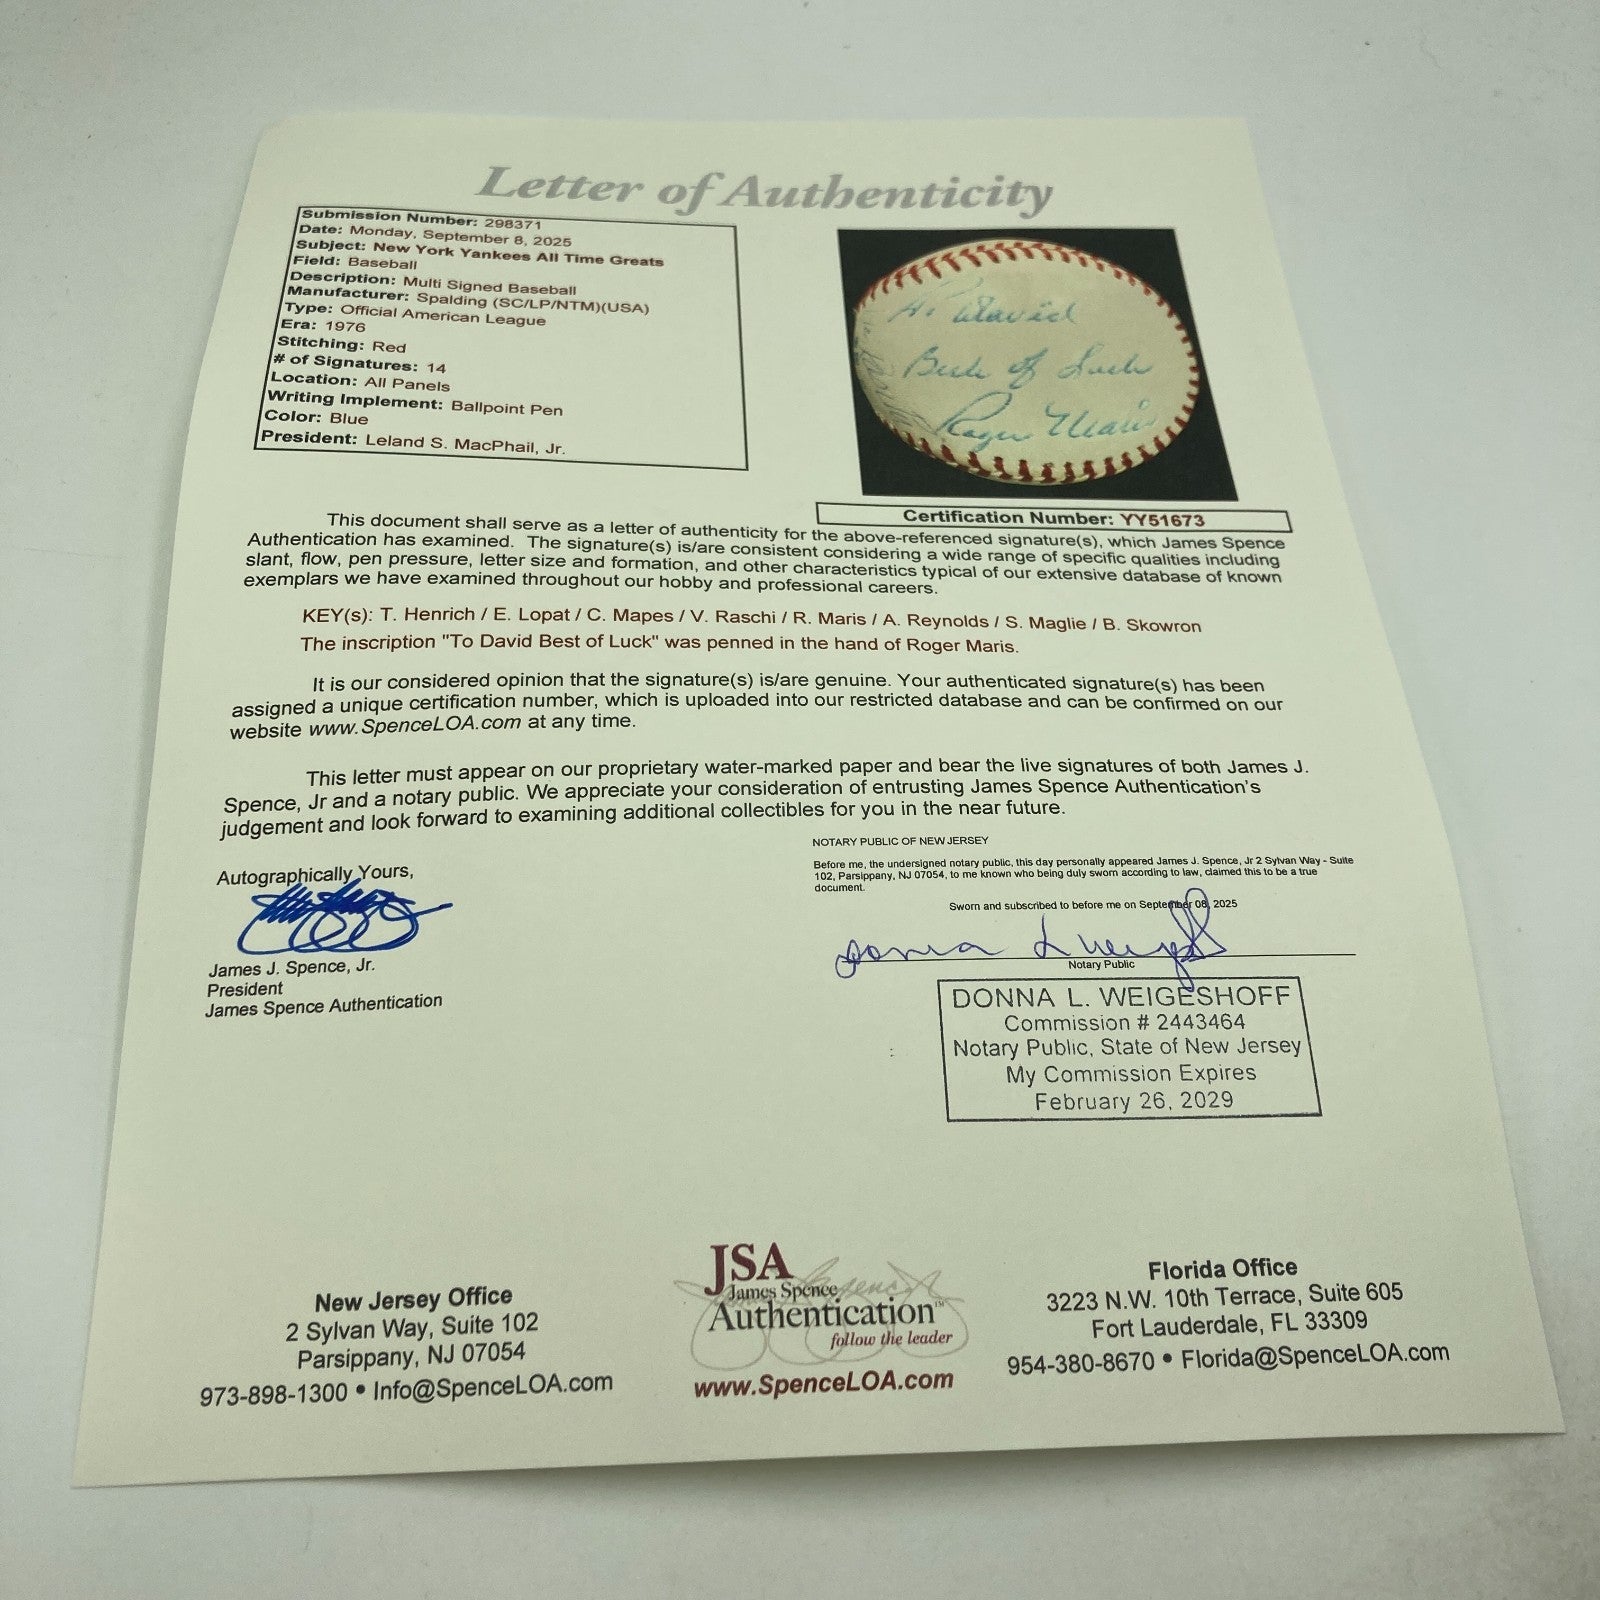 Letter of Authenticity
Submission Number: 298371
Date: Monday, September 8, 2025
Subject: New York Yankees All Time Greats
Field: Baseball
Description: Multi Signed Baseball
Manufacturer: Spalding (SC/LP/NTM)(USA)
Type: Official American League
Era: 1976
Stitching: Red
# of Signatures: 14
Location: All Panels
Writing Implement: Ballpoint Pen
Color: Blue
President: Leland S. MacPhail, Jr.
To David
Best of Luck
Roger Maris
Certification Number: YY51673
This document shall serve as a letter of authenticity for the above-referenced signature(s), which James Spence
Authentication has examined. The signature(s) is/are consistent considering a wide range of specific qualities including
slant, flow, pen pressure, letter size and formation, and other characteristics typical of our extensive database of known
exemplars we have examined throughout our hobby and professional careers.
KEY(s): T. Henrich / E. Lopat / C. Mapes / V. Raschi / R. Maris / A. Reynolds / S. Maglie / B. Skowron
The inscription "To David Best of Luck" was penned in the hand of Roger Maris.
It is our considered opinion that the signature(s) is/are genuine. Your authenticated signature(s) has been
assigned a unique certification number, which is uploaded into our restricted database and can be confirmed on our
website www.SpenceLOA.com at any time.
This letter must appear on our proprietary water-marked paper and bear the live signatures of both James J.
Spence, Jr and a notary public. We appreciate your consideration of entrusting James Spence Authentication's
judgement and look forward to examining additional collectibles for you in the near future.
Autographically Yours,
James J. Spence, Jr.
President
James Spence Authentication
NOTARY PUBLIC OF NEW JERSEY
Before me, the undersigned notary public, this day personally appeared James J. Spence, Jr 2 Sylvan Way - Suite
102, Parsippany, NJ 07054, to me known who being duly sworn according to law, claimed this to be a true
document.
Sworn and subscribed to before me on September 08, 2025
Donna L Weigeshoff
Notary Public
DONNA L. WEIGESHOFF
Commission # 2443464
Notary Public, State of New Jersey
My Commission Expires
February 26, 2029
New Jersey Office
2 Sylvan Way, Suite 102
Parsippany, NJ 07054
973-898-1300 • Info@SpenceLOA.com
JSA
James Spence
Authentication™
follow the leader
www.SpenceLOA.com
Florida Office
3223 N.W. 10th Terrace, Suite 605
Fort Lauderdale, FL 33309
954-380-8670 • Florida@SpenceLOA.com